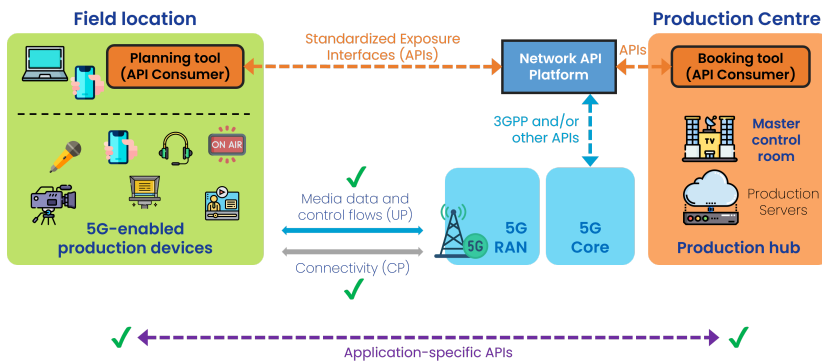 Field location
Planning tool
(API Consumer)
ON AIR
5G-enabled
production devices
Standardized Exposure
Interfaces (APIs)
Network API
Platform
APIs
3GPP and/or
other APIs
Media data and
control flows (UP)
Connectivity (CP)
5G
5G
RAN
5G
Core
Production Centre
Booking tool
(API Consumer)
TV
Master
control
room
Production
Servers
Production hub
Application-specific APIs